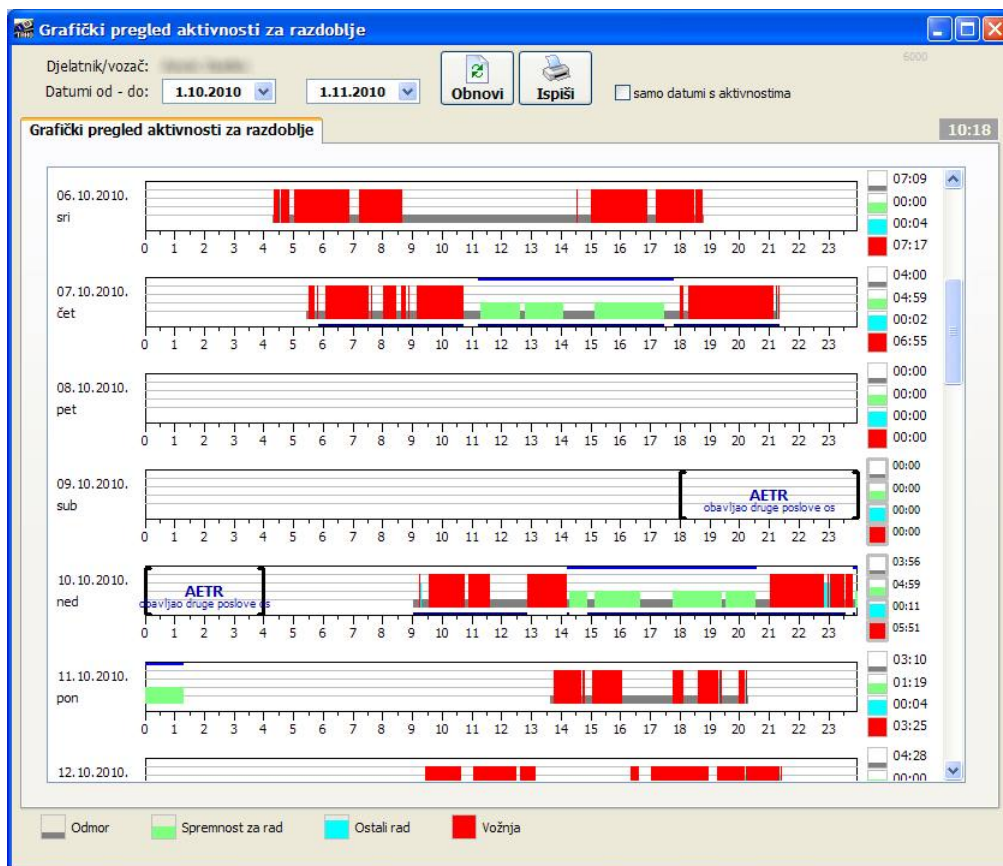 Grafički pregled aktivnosti za razdoblje
6000
Djelatnik/vozač:
Datumi od - do: 1.10.2010 1.11.2010 Obnovi Ispiši samo datumi s aktivnostima
Grafički pregled aktivnosti za razdoblje 10:18
06.10.2010.
sri
0 1 2 3 4 5 6 7 8 9 10 11 12 13 14 15 16 17 18 19 20 21 22 23
07:09
00:00
00:04
07:17
07.10.2010.
čet
0 1 2 3 4 5 6 7 8 9 10 11 12 13 14 15 16 17 18 19 20 21 22 23
04:00
04:59
00:02
06:55
08.10.2010.
pet
0 1 2 3 4 5 6 7 8 9 10 11 12 13 14 15 16 17 18 19 20 21 22 23
00:00
00:00
00:00
00:00
09.10.2010.
sub
AETR
obavljao druge poslove os
0 1 2 3 4 5 6 7 8 9 10 11 12 13 14 15 16 17 18 19 20 21 22 23
00:00
00:00
00:00
00:00
10.10.2010.
ned
AETR
obavljao druge poslove os
0 1 2 3 4 5 6 7 8 9 10 11 12 13 14 15 16 17 18 19 20 21 22 23
03:56
04:59
00:11
05:51
11.10.2010.
pon
0 1 2 3 4 5 6 7 8 9 10 11 12 13 14 15 16 17 18 19 20 21 22 23
03:10
01:19
00:04
03:25
12.10.2010.
04:28
00:00
Odmor Spremnost za rad Ostali rad Vožnja